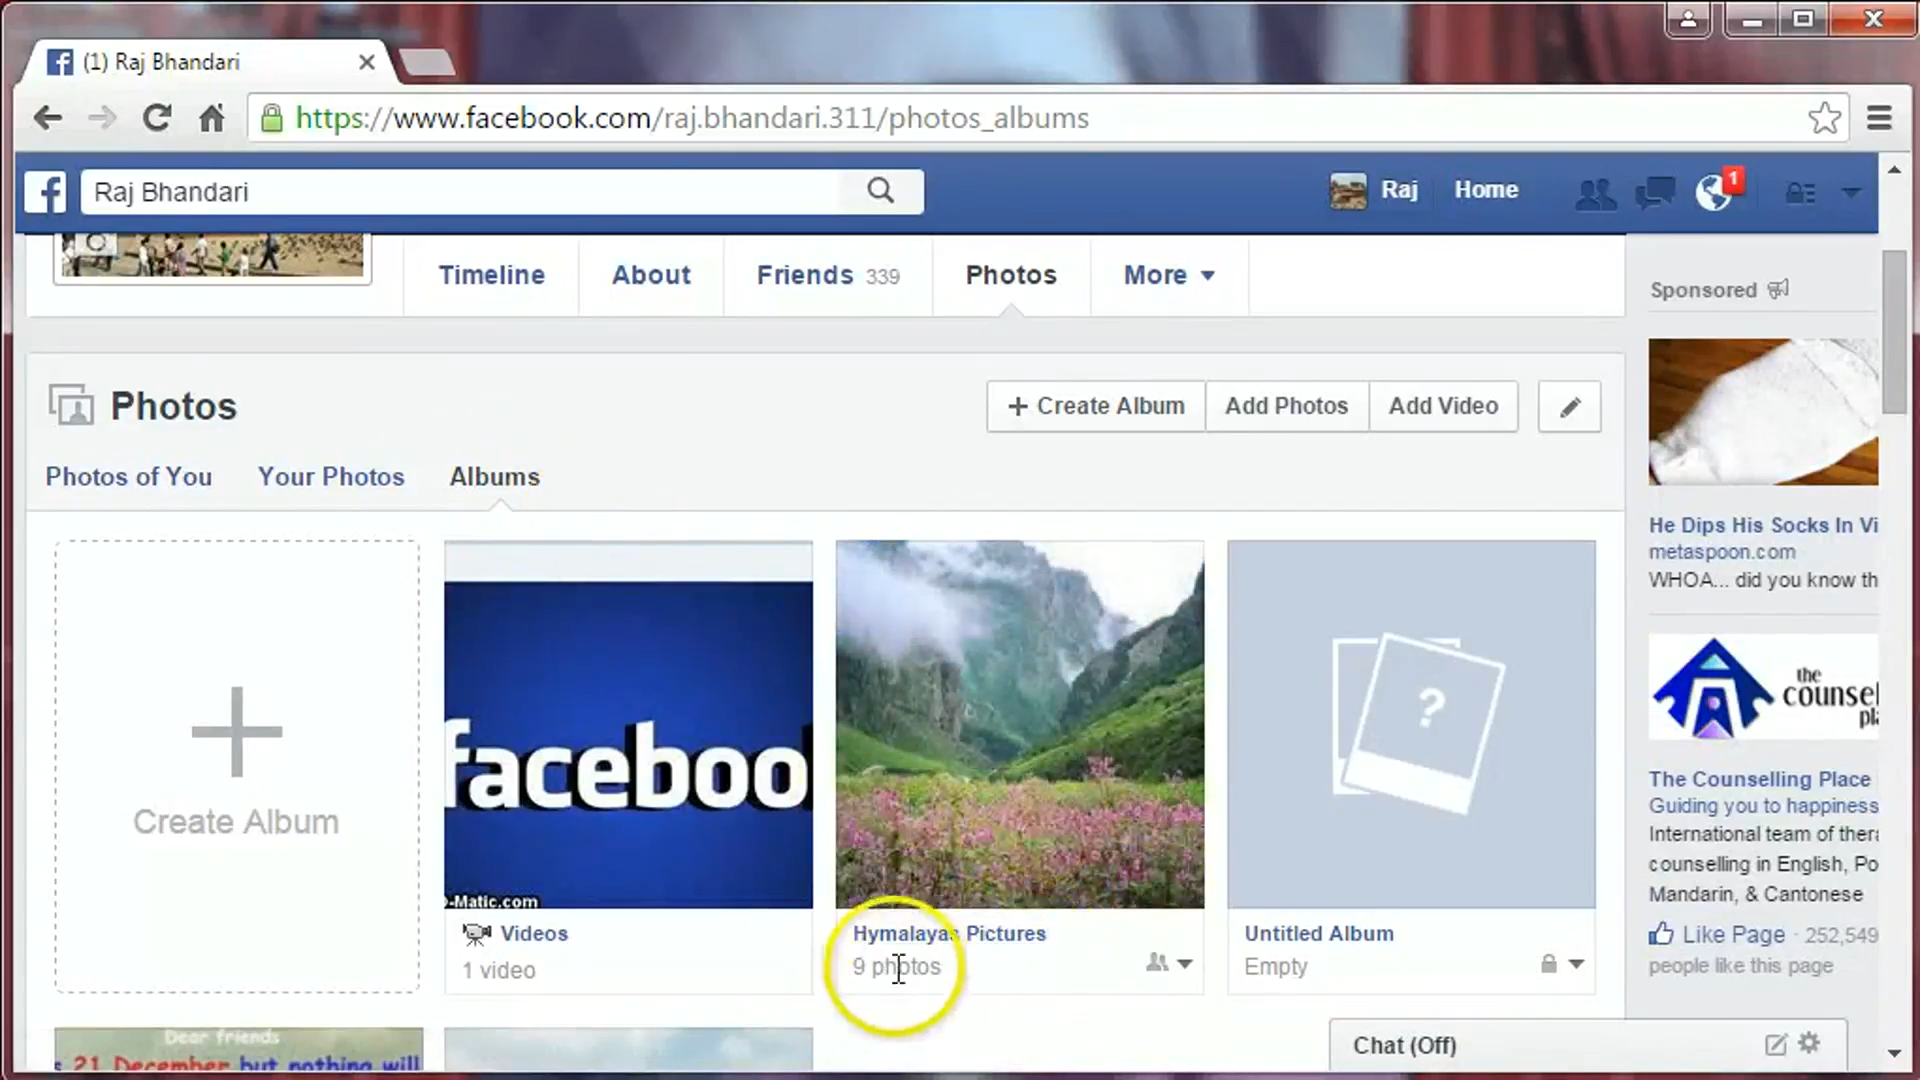 (1) Raj Bhandari
https://www.facebook.com/raj.bhandari.311/photos_albums
f Raj Bhandari Raj Home 1
Timeline About Friends 339 Photos More
Sponsored
Photos + Create Album Add Photos Add Video
Photos of You Your Photos Albums
He Dips His Socks In Vi
metaspoon.com
WHOA... did you know th
Create Album
faceboo
-Matic.com
?
the
counsel
pla
The Counselling Place
Guiding you to happiness
International team of thera
counselling in English, Po
Mandarin, & Cantonese
Like Page · 252,549
people like this page
Videos
1 video
Hymalayas Pictures
9 photos
Untitled Album
Empty
Dear friends
s 21 December but nothing will
Chat (Off)